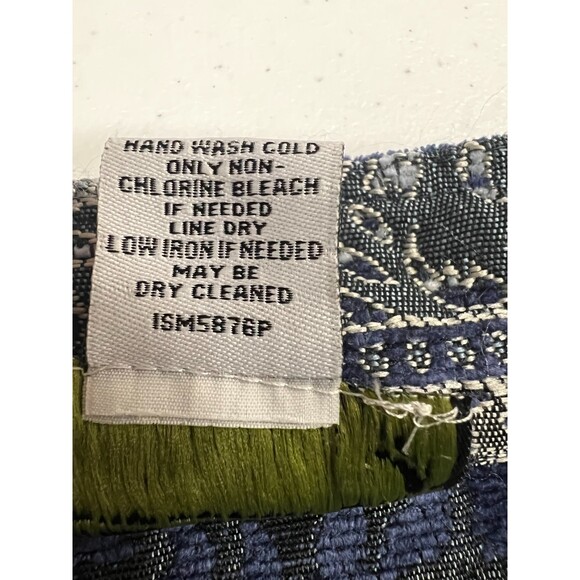 HAND WASH COLD
ONLY NON-
CHLORINE BLEACH
IF NEEDED
LINE DRY
LOW IRON IF NEEDED
MAY BE
DRY CLEANED
ISM5876P